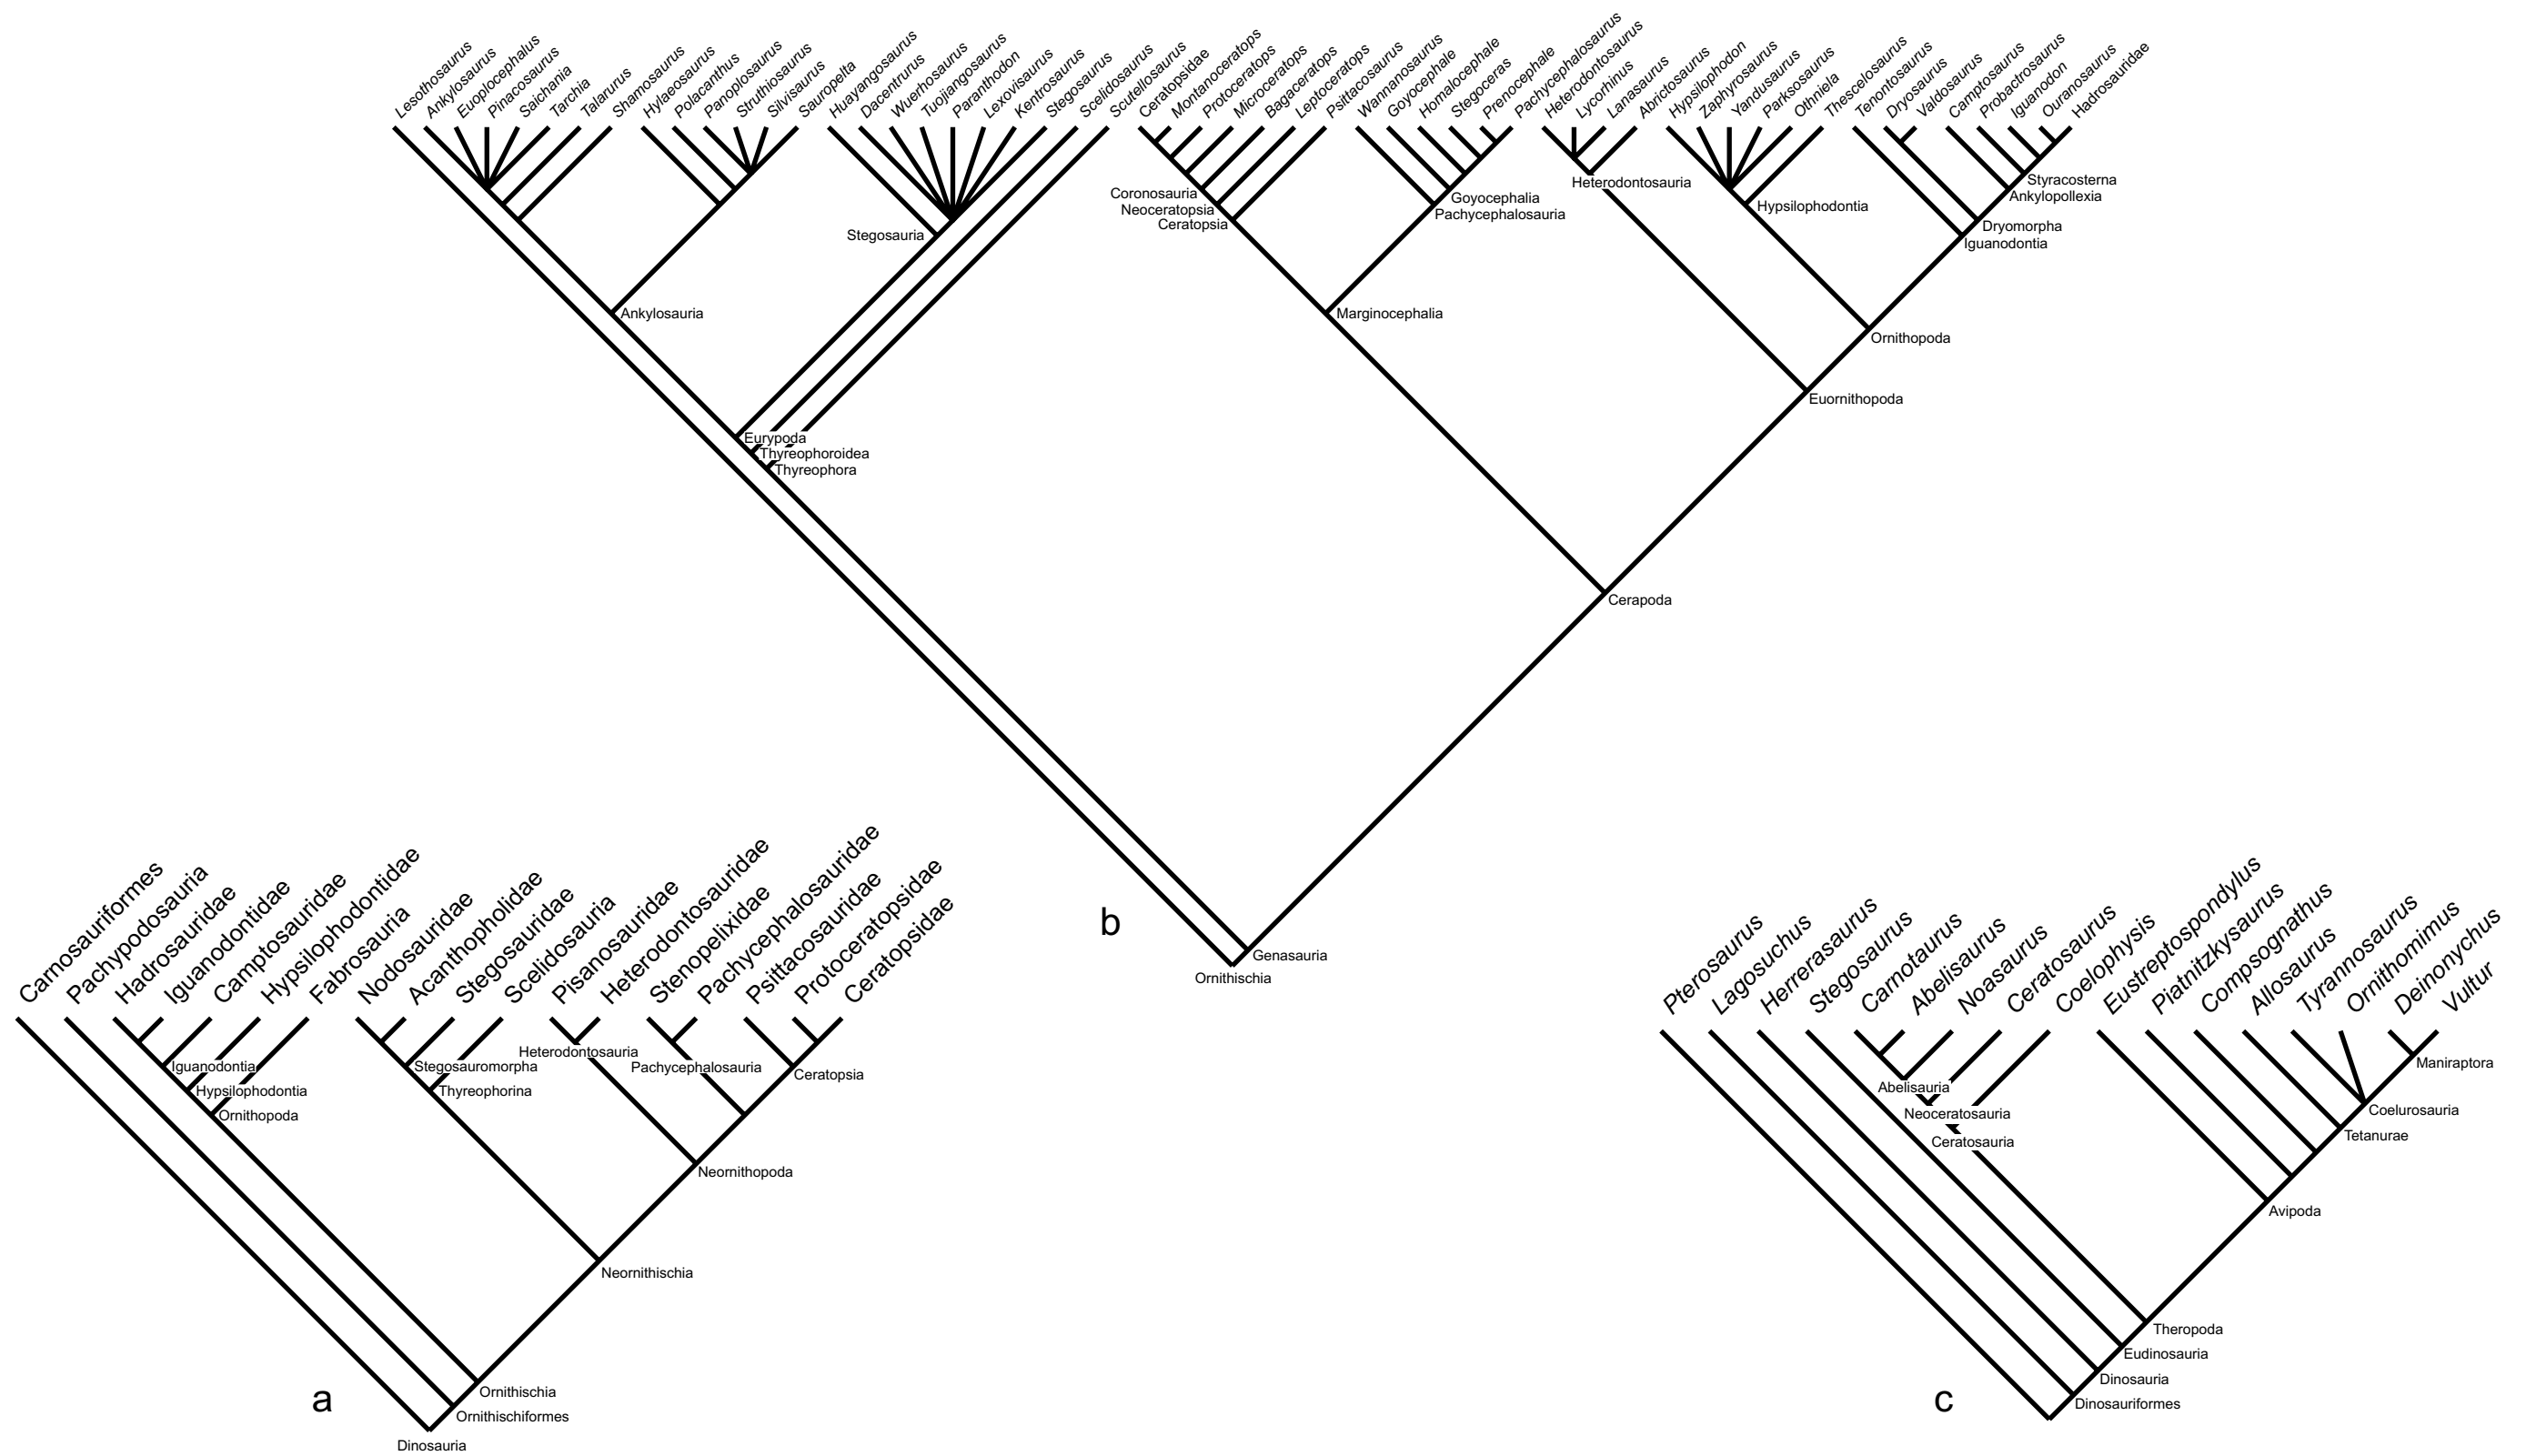 Lesothosaurus
Ankylosaurus
Euoplocephalus
Pinacosaurus
Saichania
Tarchia
Talarurus
Shamosaurus
Hylaeosaurus
Polacanthus
Panoplosaurus
Struthiosaurus
Silvisaurus
Sauropelta
Huayangosaurus
Dacentrurus
Wuerhosaurus
Tuojiangosaurus
Paranthodon
Lexovisaurus
Kentrosaurus
Stegosaurus
Scelidosaurus
Scutellosaurus
Ceratopsidae
Montanoceratops
Protoceratops
Microceratops
Bagaceratops
Leptoceratops
Psittacosaurus
Wannanosaurus
Goyocephale
Homalocephale
Stegoceras
Prenocephale
Pachycephalosaurus
Heterodontosaurus
Lycorhinus
Lanasaurus
Abrictosaurus
Hypsilophodon
Zaphyrosaurus
Yandusaurus
Parksosaurus
Othniela
Thescelosaurus
Tenontosaurus
Dryosaurus
Valdosaurus
Camptosaurus
Probactrosaurus
Iguanodon
Ouranosaurus
Hadrosauridae
Coronosauria
Neoceratopsia
Ceratopsia
Stegosauria
Goyocephalia
Pachycephalosauria
Heterodontosauria
Hypsilophodontia
Styracosterna
Ankylopollexia
Dryomorpha
Iguanodontia
Ankylosauria
Marginocephalia
Ornithopoda
Euornithopoda
Eurypoda
Thyreophoroidea
Thyreophora
Cerapoda
b
Genasauria
Ornithischia
Carnosauriformes
Pachypodosauria
Hadrosauridae
Iguanodontidae
Camptosauridae
Hypsilophodontidae
Fabrosauria
Nodosauridae
Acanthopholidae
Stegosauridae
Scelidosauria
Pisanosauridae
Heterodontosauridae
Stenopelixidae
Pachycephalosauridae
Psittacosauridae
Protoceratopsidae
Ceratopsidae
Iguanodontia
Hypsilophodontia
Ornithopoda
Stegosauromorpha
Thyreophorina
Heterodontosauria
Pachycephalosauria
Ceratopsia
Neornithopoda
Neornithischia
a
Ornithischia
Ornithischiformes
Dinosauria
Pterosaurus
Lagosuchus
Herrerasaurus
Stegosaurus
Carnotaurus
Abelisaurus
Noasaurus
Ceratosaurus
Coelophysis
Eustreptospondylus
Piatnitzkysaurus
Compsognathus
Allosaurus
Tyrannosaurus
Ornithomimus
Deinonychus
Vultur
Abelisauria
Neoceratosauria
Ceratosauria
Maniraptora
Coelurosauria
Tetanurae
Avipoda
Theropoda
Eudinosauria
Dinosauria
Dinosauriformes
c